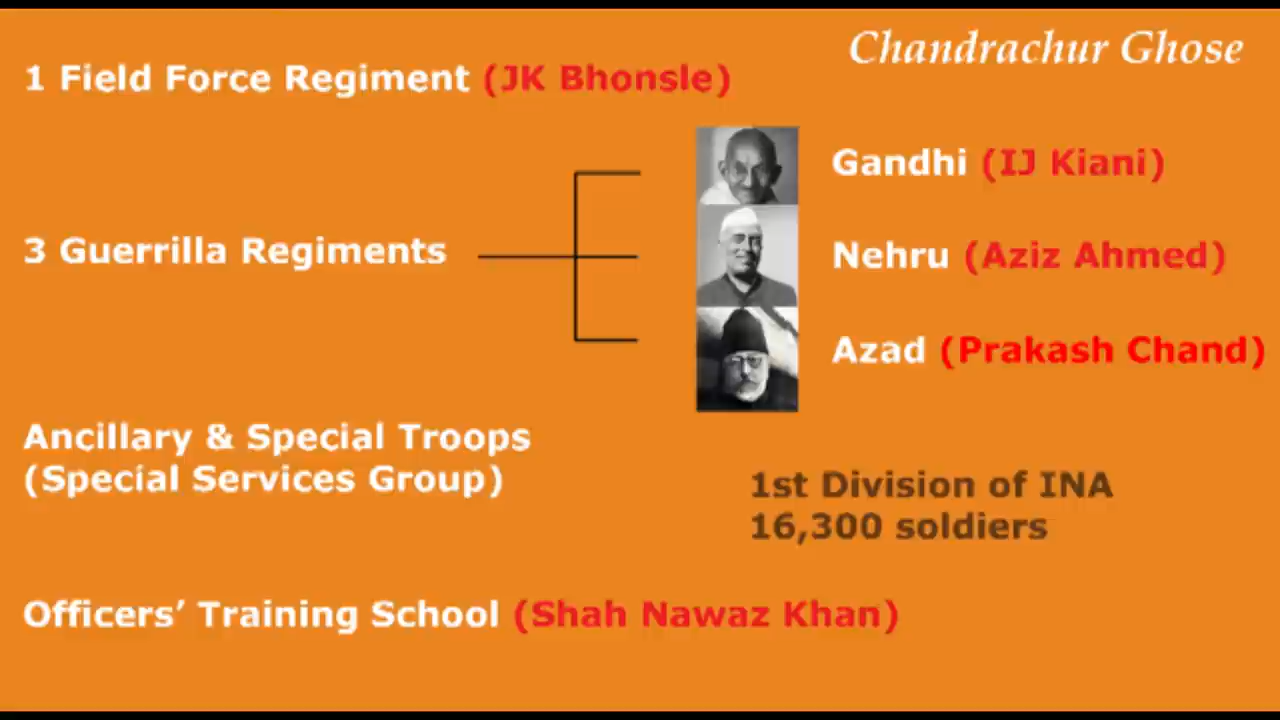 Chandrachur Ghose
1 Field Force Regiment (JK Bhonsle)
Gandhi (IJ Kiani)
3 Guerrilla Regiments
Nehru (Aziz Ahmed)
Azad (Prakash Chand)
Ancillary & Special Troops
(Special Services Group)
1st Division of INA
16,300 soldiers
Officers’ Training School (Shah Nawaz Khan)